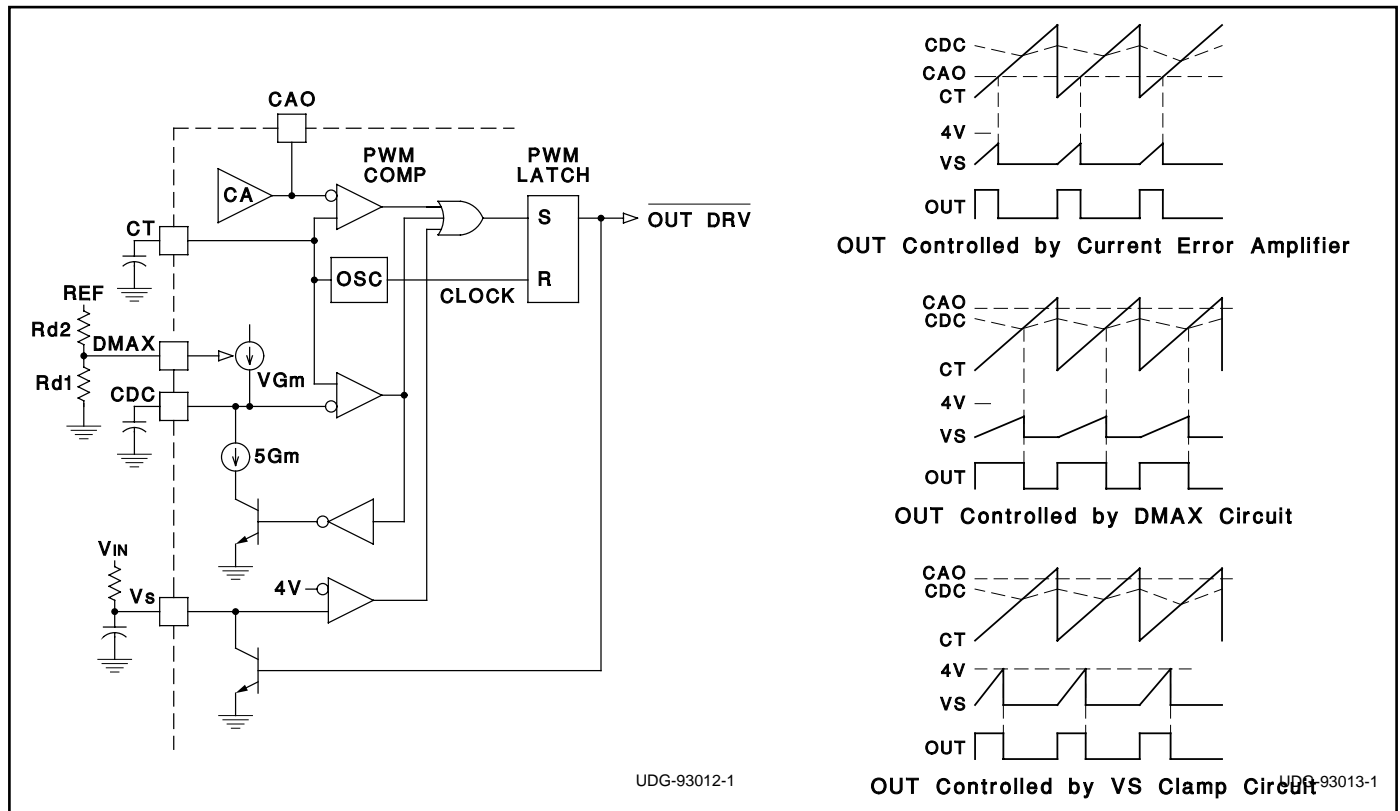 CAO
PWM
COMP
PWM
LATCH
CA
S
OUT DRV
CT
OSC
R
CLOCK
REF
Rd2
DMAX
Rd1
VGm
CDC
5Gm
VIN
4V
Vs
UDG-93012-1
CDC
CAO
CT
4V
VS
OUT
OUT Controlled by Current Error Amplifier
CAO
CDC
CT
4V
VS
OUT
OUT Controlled by DMAX Circuit
CAO
CDC
CT
4V
VS
OUT
OUT Controlled by VS Clamp Circuit
UDG-93013-1